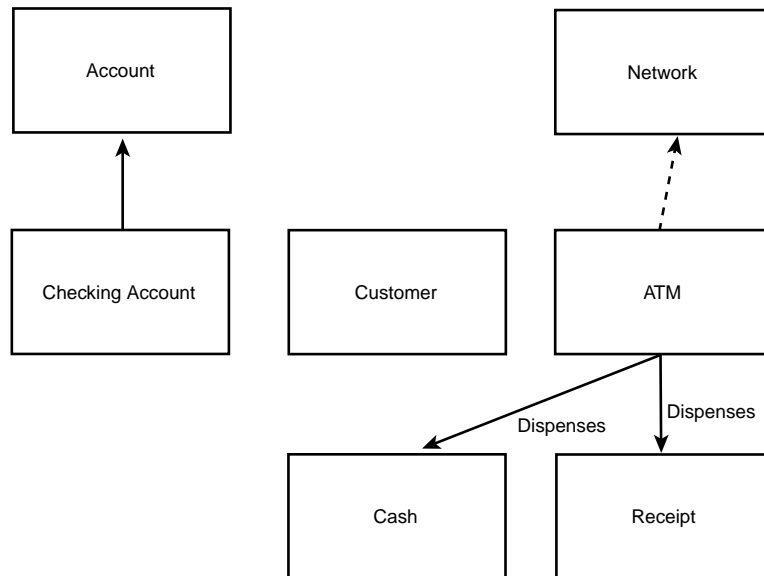 Account
Network
Checking Account
Customer
ATM
Dispenses
Dispenses
Cash
Receipt